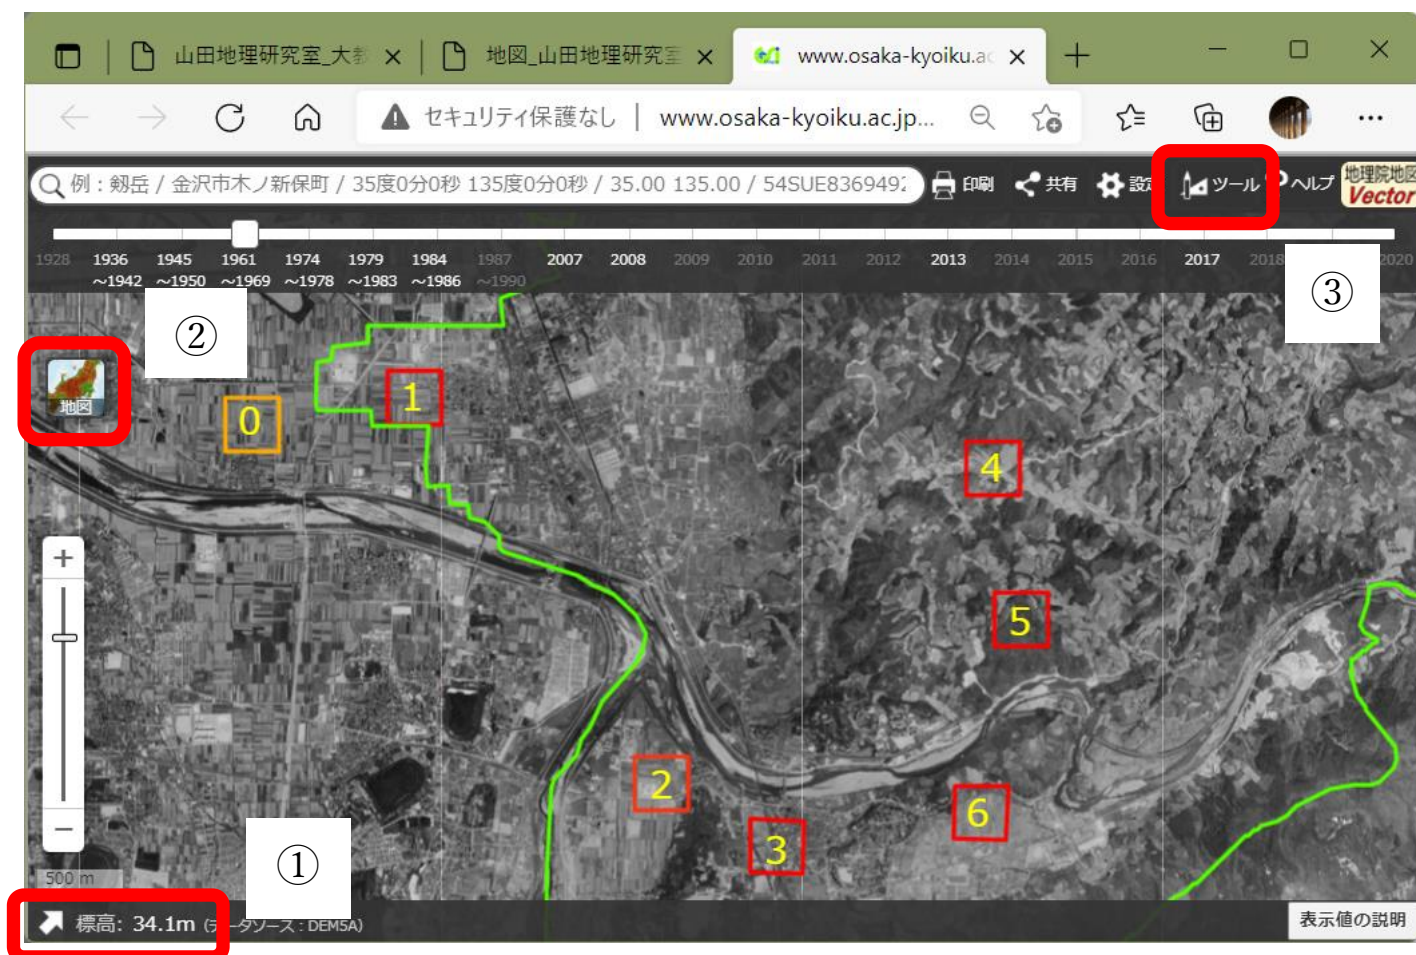 山田地理研究室_大教
地図_山田地理研究室
www.osaka-kyoiku.ac
セキュリティ保護なし
www.osaka-kyoiku.ac.jp...
例：剱岳 / 金沢市木ノ新保町 / 35度0分0秒 135度0分0秒 / 35.00 135.00 / 54SUE8369492
印刷
共有
設定
ツール
ヘルプ
地理院地図
Vector
1928 1936 1945 1961 1974 1979 1984 1987 2007 2008 2009 2010 2011 2012 2013 2014 2015 2016 2017 2018 2020
～1942 ～1950 ～1969 ～1978 ～1983 ～1986 ～1990
③
②
地図
0
1
4
5
2
3
6
①
500 m
標高: 34.1m (データソース : DEM5A)
表示値の説明